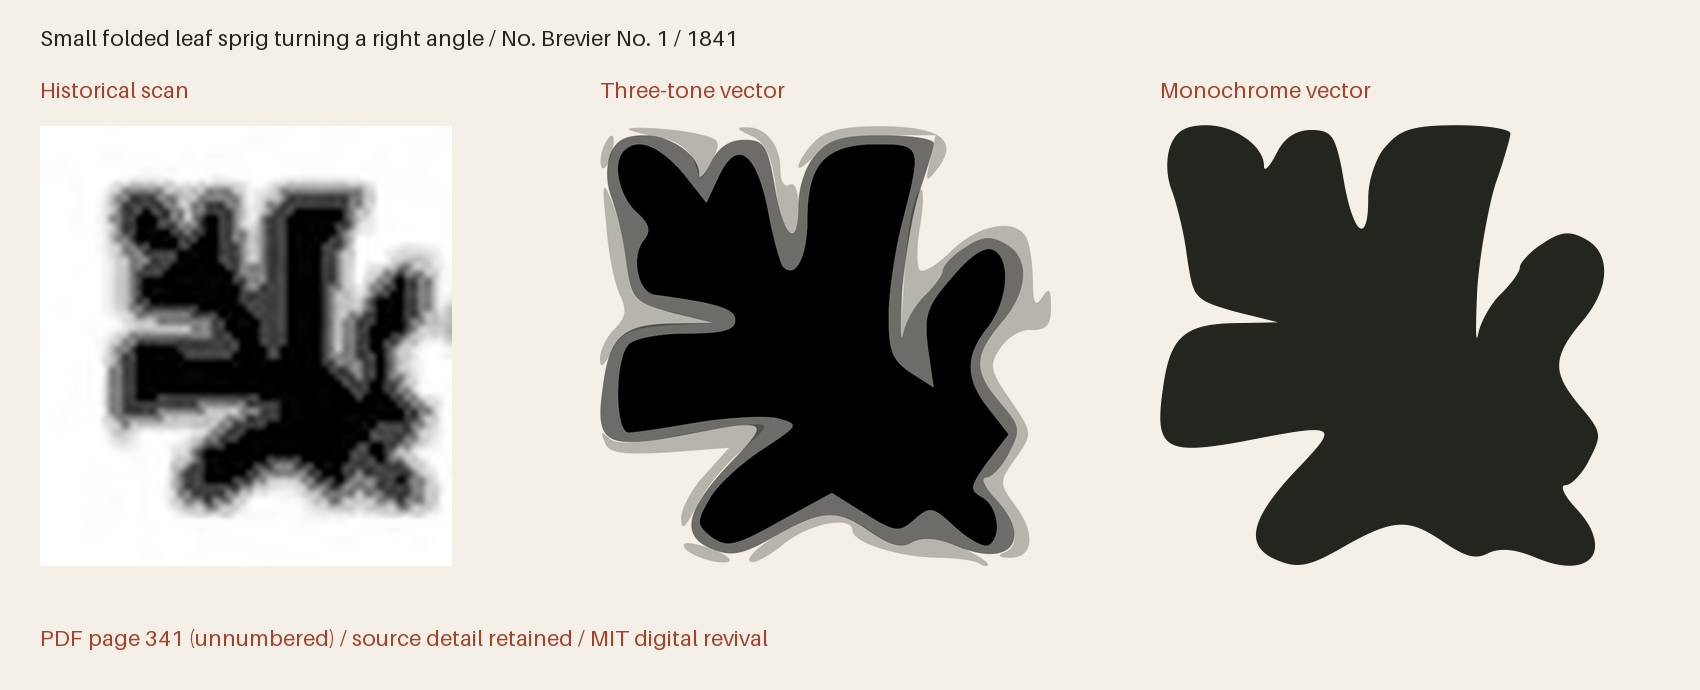 Small folded leaf sprig turning a right angle / No. Brevier No. 1 / 1841
Historical scan
Three-tone vector
Monochrome vector
PDF page 341 (unnumbered) / source detail retained / MIT digital revival